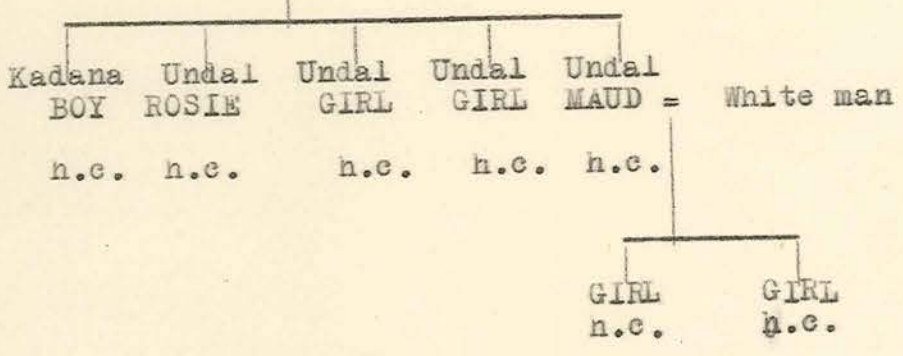 Kadana Undal Undal Undal Undal
BOY ROSIE GIRL GIRL MAUD = White man
h.c. h.c. h.c. h.c. h.c.
GIRL GIRL
h.c. h.c.